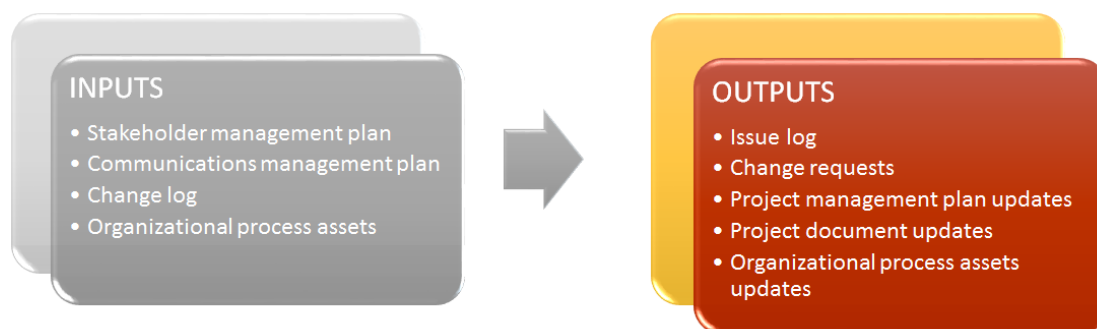 INPUTS
• Stakeholder management plan
• Communications management plan
• Change log
• Organizational process assets
OUTPUTS
• Issue log
• Change requests
• Project management plan updates
• Project document updates
• Organizational process assets
updates